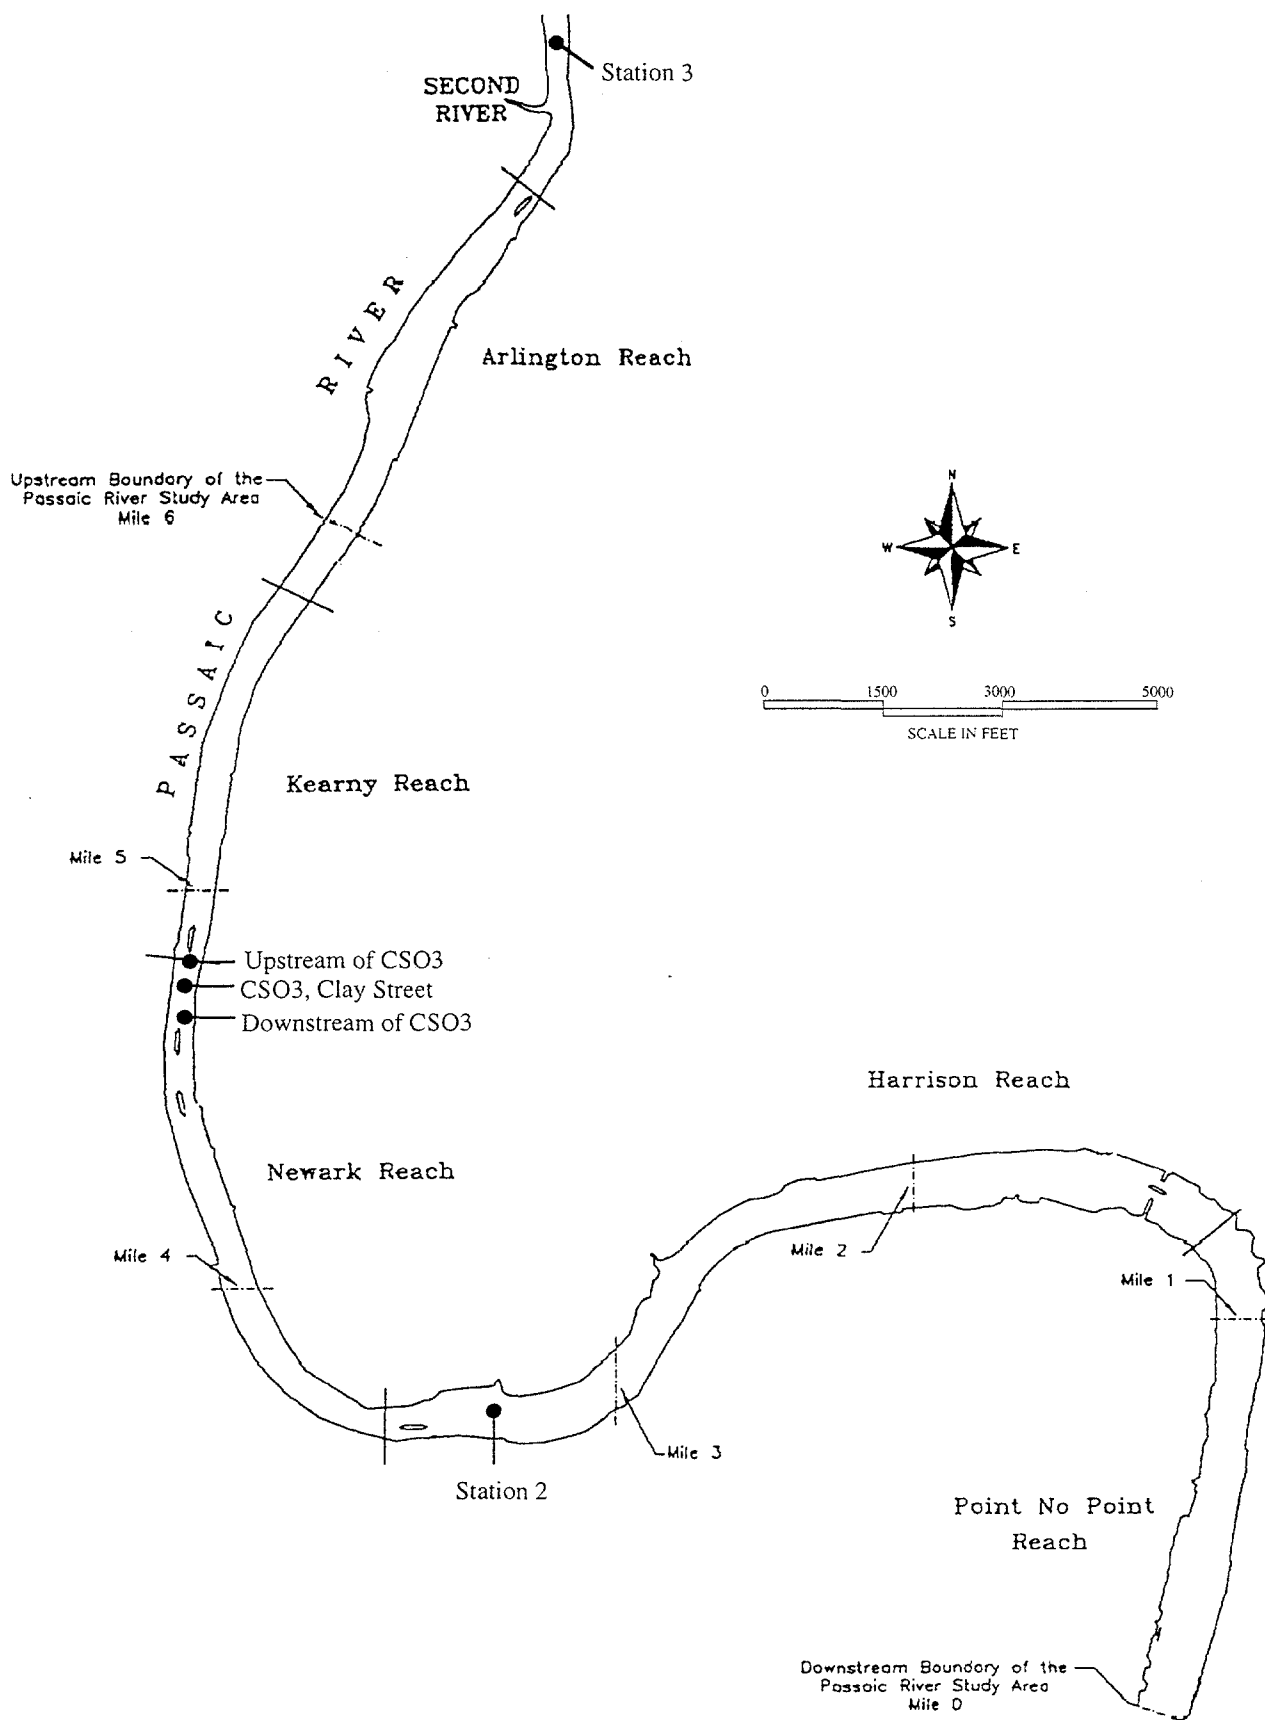 Station 3
SECOND
RIVER
RIVER
Arlington Reach
Upstream Boundary of the
Passaic River Study Area
Mile 6
N
W
E
S
PASSAIC
0 1500 3000 5000
SCALE IN FEET
Kearny Reach
Mile 5
Upstream of CSO3
CSO3, Clay Street
Downstream of CSO3
Harrison Reach
Newark Reach
Mile 4
Mile 2
Mile 1
Mile 3
Station 2
Point No Point
Reach
Downstream Boundary of the
Passaic River Study Area
Mile 0